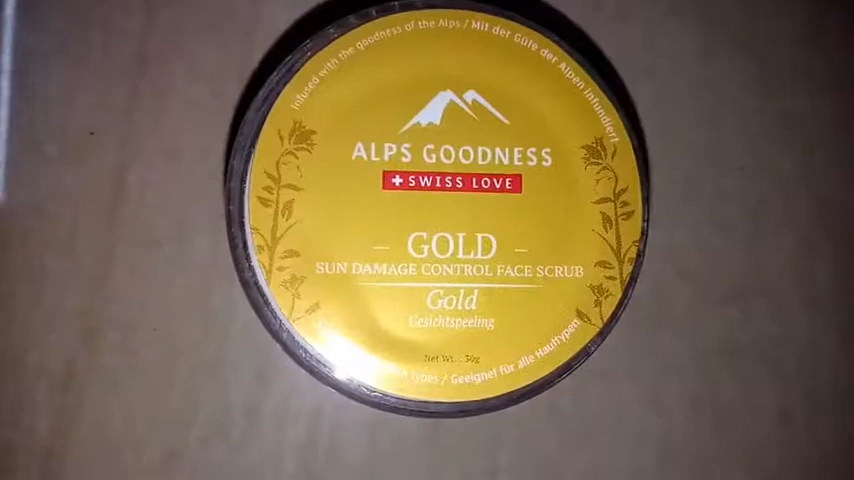 Infused with the goodness of the Alps / Mit der Güte der Alpen infundiert
ALPS GOODNESS
SWISS LOVE
GOLD
SUN DAMAGE CONTROL FACE SCRUB
Gold
Gesichtspeeling
Net Wt.
types / Geeignet für alle Hauttypen